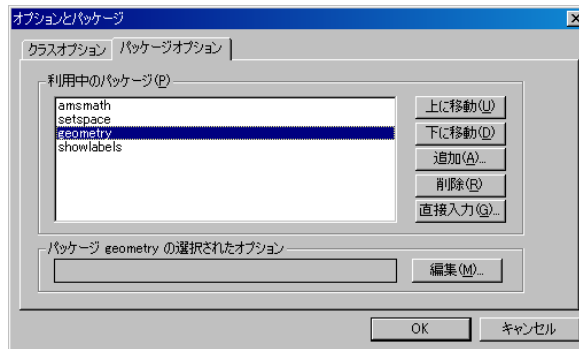 オプションとパッケージ
クラスオプション パッケージオプション
利用中のパッケージ(P)
amsmath
setspace
geometry
showlabels
上に移動(U)
下に移動(D)
追加(A)...
削除(R)
直接入力(G)...
パッケージ geometry の選択されたオプション
編集(M)...
OK キャンセル